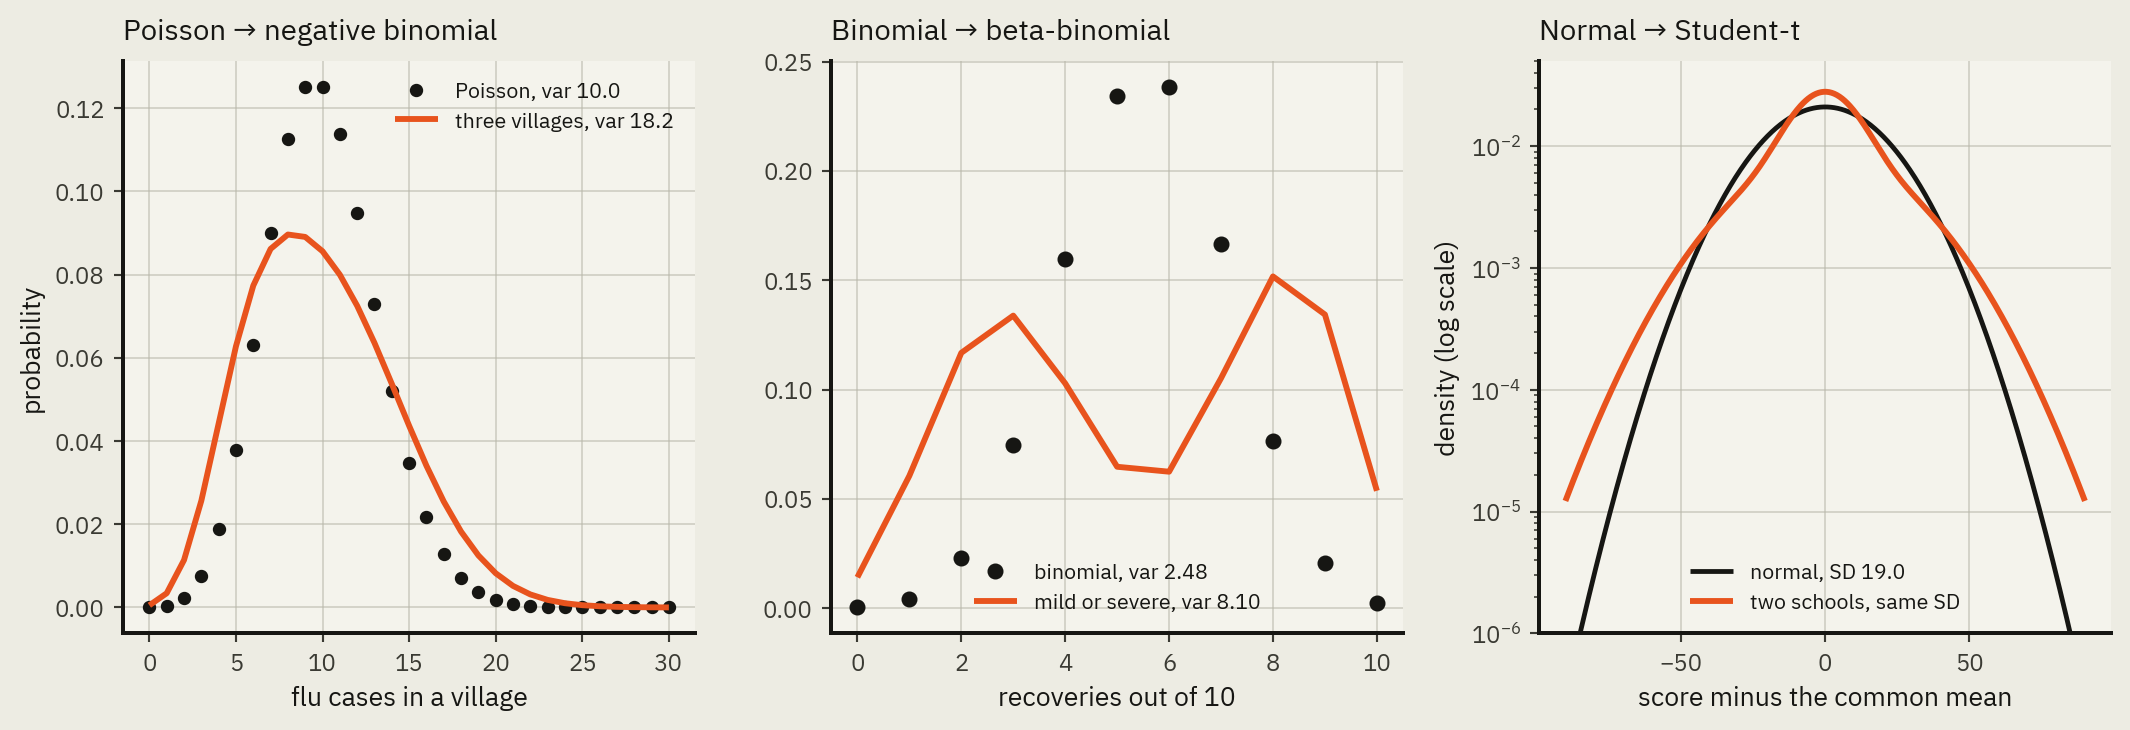 Poisson → negative binomial
Poisson, var 10.0
three villages, var 18.2
probability
0.12
0.10
0.08
0.06
0.04
0.02
0.00
0 5 10 15 20 25 30
flu cases in a village
Binomial → beta-binomial
0.25
0.20
0.15
0.10
0.05
0.00
binomial, var 2.48
mild or severe, var 8.10
0 2 4 6 8 10
recoveries out of 10
Normal → Student-t
density (log scale)
10⁻²
10⁻³
10⁻⁴
10⁻⁵
10⁻⁶
normal, SD 19.0
two schools, same SD
−50 0 50
score minus the common mean